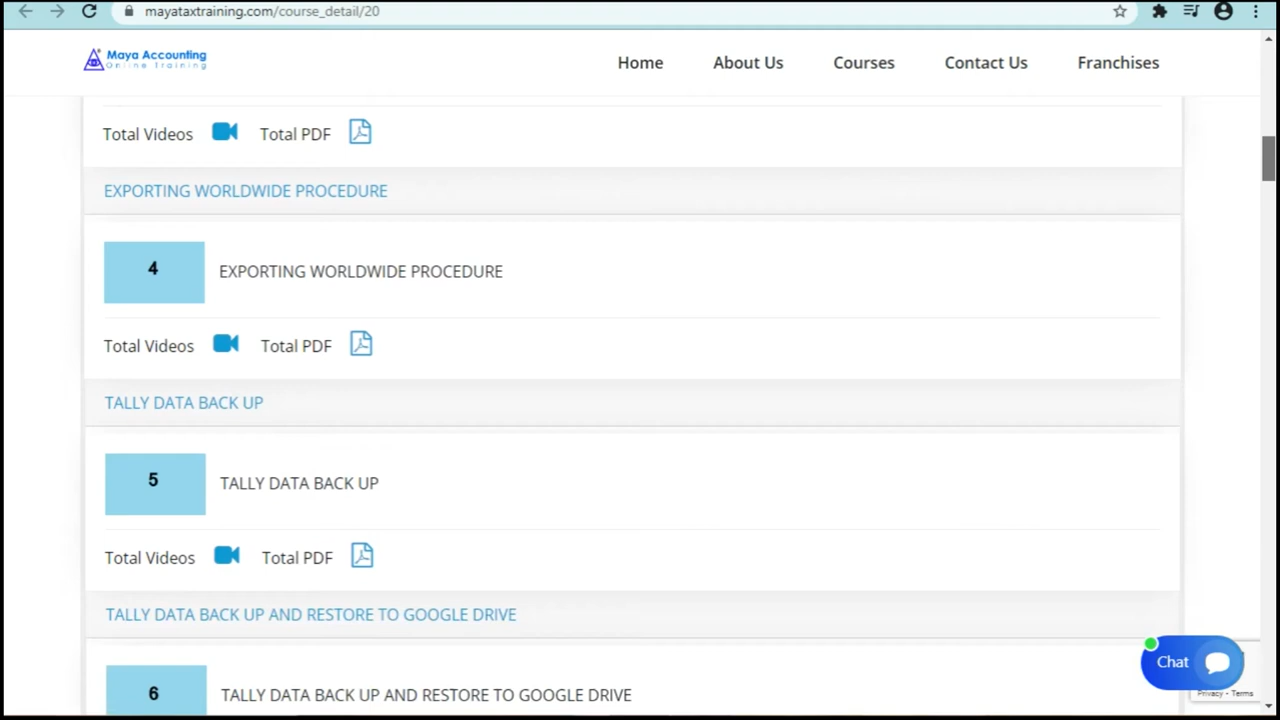 mayataxtraining.com/course_detail/20
Maya Accounting
Online Training
Home
About Us
Courses
Contact Us
Franchises
Total Videos
Total PDF
EXPORTING WORLDWIDE PROCEDURE
4
EXPORTING WORLDWIDE PROCEDURE
Total Videos
Total PDF
TALLY DATA BACK UP
5
TALLY DATA BACK UP
Total Videos
Total PDF
TALLY DATA BACK UP AND RESTORE TO GOOGLE DRIVE
6
TALLY DATA BACK UP AND RESTORE TO GOOGLE DRIVE
Chat
Privacy - Terms